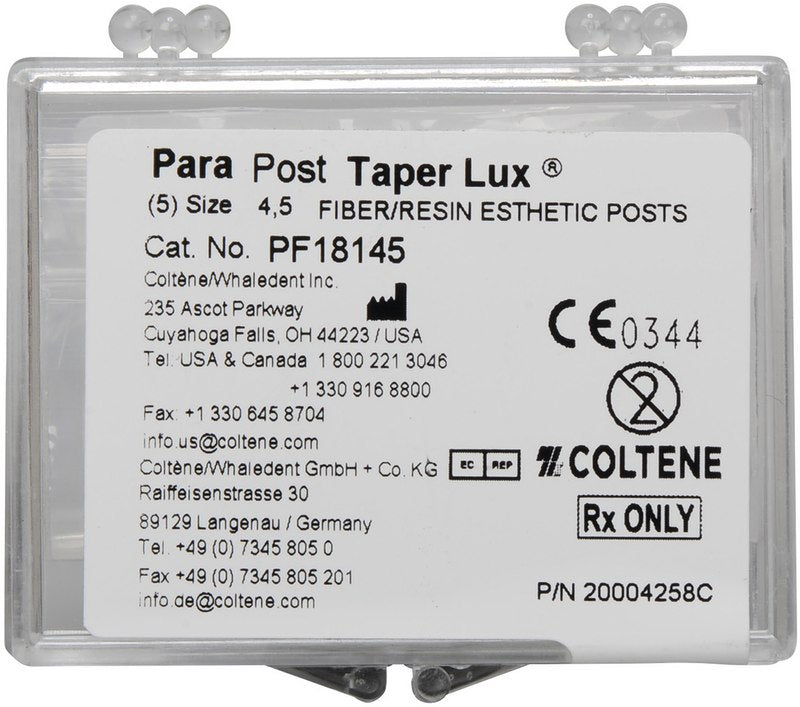 Para Post Taper Lux ®
(5) Size 4,5 FIBER/RESIN ESTHETIC POSTS
Cat. No. PF18145
Coltène/Whaledent Inc.
235 Ascot Parkway
Cuyahoga Falls, OH 44223 / USA
Tel. USA & Canada 1 800 221 3046
+1 330 916 8800
Fax +1 330 645 8704
info.us@coltene.com
Coltène/Whaledent GmbH + Co. KG
Raiffeisenstrasse 30
89129 Langenau / Germany
Tel. +49 (0) 7345 805 0
Fax +49 (0) 7345 805 201
info.de@coltene.com
CE 0344
2
EC REP
COLTENE
Rx ONLY
P/N 20004258C